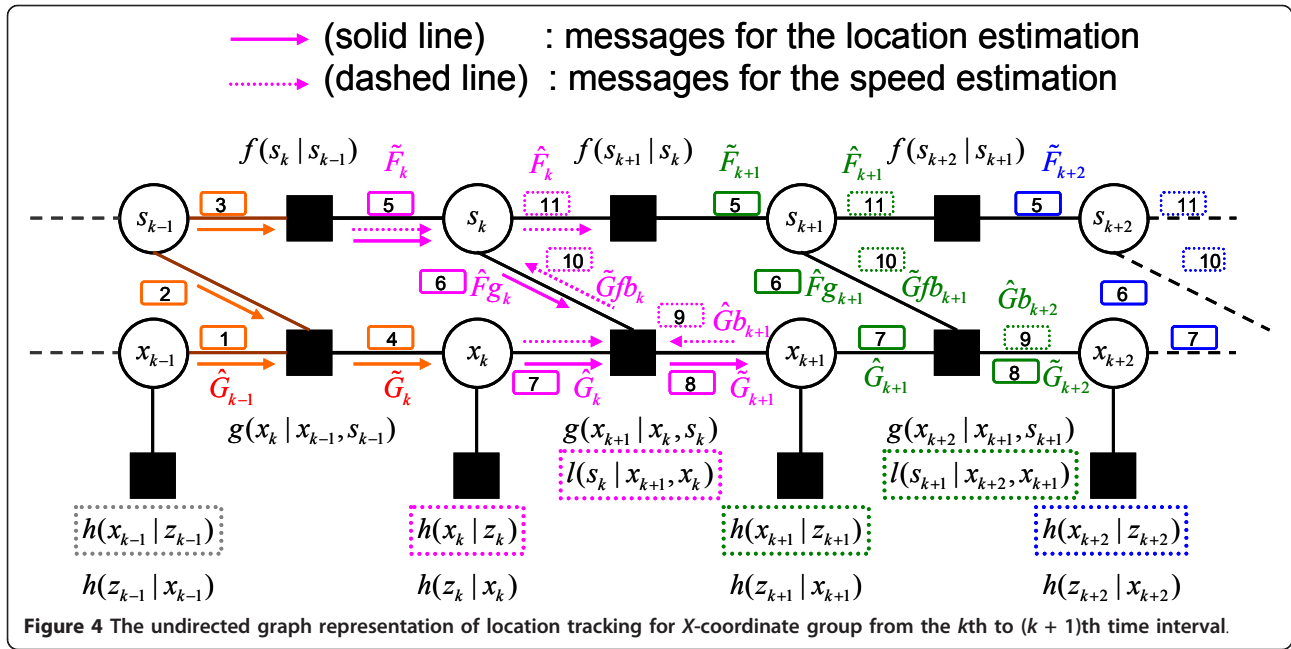 (solid line) : messages for the location estimation
(dashed line) : messages for the speed estimation
f(s_k | s_{k-1}) F̃_k F̂_k f(s_{k+1} | s_k) F̃_{k+1} F̂_{k+1} f(s_{k+2} | s_{k+1}) F̃_{k+2}
3 5 11 5 11 5 11
s_{k-1} s_k s_{k+1} s_{k+2}
10 10 10
2 6 F̂g_k G̃fb_k 6 F̂g_{k+1} G̃fb_{k+1} Ĝb_{k+2} 6
9 Ĝb_{k+1}
1 4 7 9 7
x_{k-1} x_k x_{k+1} x_{k+2}
Ĝ_{k-1} G̃_k 7 Ĝ_k 8 G̃_{k+1} Ĝ_{k+1} 8 G̃_{k+2}
g(x_k | x_{k-1}, s_{k-1}) g(x_{k+1} | x_k, s_k) g(x_{k+2} | x_{k+1}, s_{k+1})
l(s_k | x_{k+1}, x_k) l(s_{k+1} | x_{k+2}, x_{k+1})
h(x_{k-1} | z_{k-1}) h(x_k | z_k) h(x_{k+1} | z_{k+1}) h(x_{k+2} | z_{k+2})
h(z_{k-1} | x_{k-1}) h(z_k | x_k) h(z_{k+1} | x_{k+1}) h(z_{k+2} | x_{k+2})
Figure 4 The undirected graph representation of location tracking for X-coordinate group from the kth to (k + 1)th time interval.